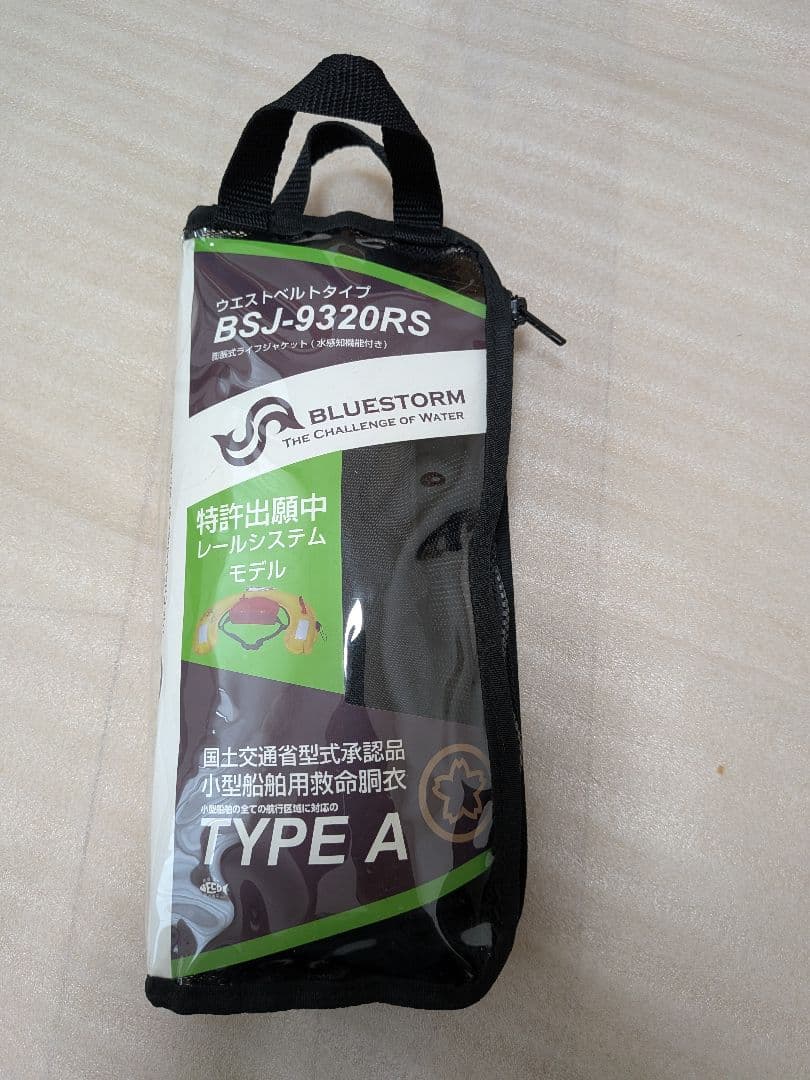 ウエストベルトタイプ
BSJ-9320RS
膨脹式ライフジャケット(水感知機能付き)
BLUESTORM
THE CHALLENGE OF WATER
特許出願中
レールシステム
モデル
国土交通省型式承認品
小型船舶用救命胴衣
小型船舶の全ての航行区域に対応の
TYPE A